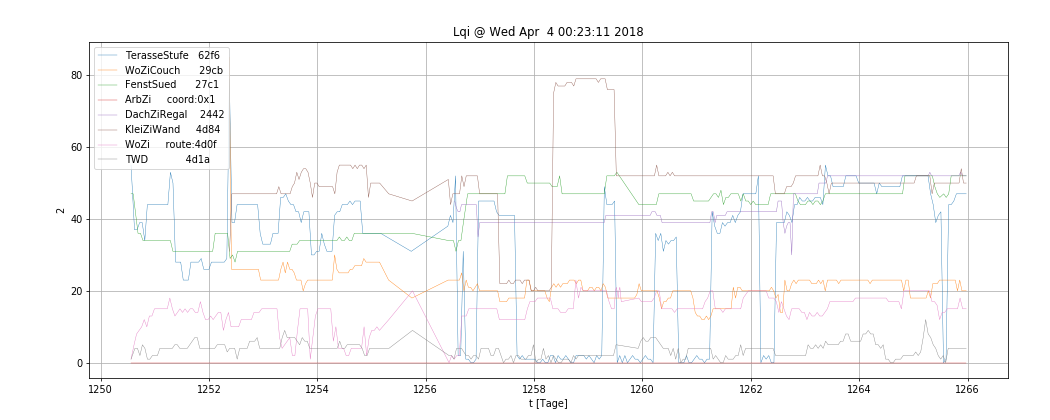 Lqi @ Wed Apr  4 00:23:11 2018
TerasseStufe   62f6
WoZiCouch      29cb
FenstSued      27c1
ArbZi     coord:0x1
DachZiRegal    2442
KleiZiWand     4d84
WoZi     route:4d0f
TWD            4d1a
80
60
40
20
0
2
1250 1252 1254 1256 1258 1260 1262 1264 1266
t [Tage]